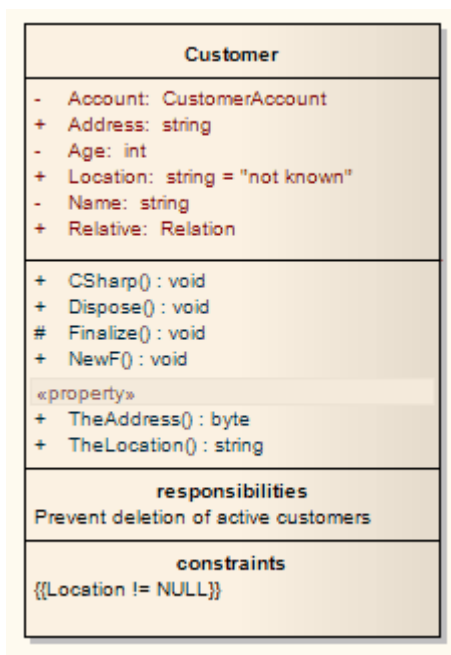 Customer
- Account: CustomerAccount
+ Address: string
- Age: int
+ Location: string = "not known"
- Name: string
+ Relative: Relation
+ CSharp() : void
+ Dispose() : void
# Finalize() : void
+ NewF() : void
«property»
+ TheAddress() : byte
+ TheLocation() : string
responsibilities
Prevent deletion of active customers
constraints
{{Location != NULL}}